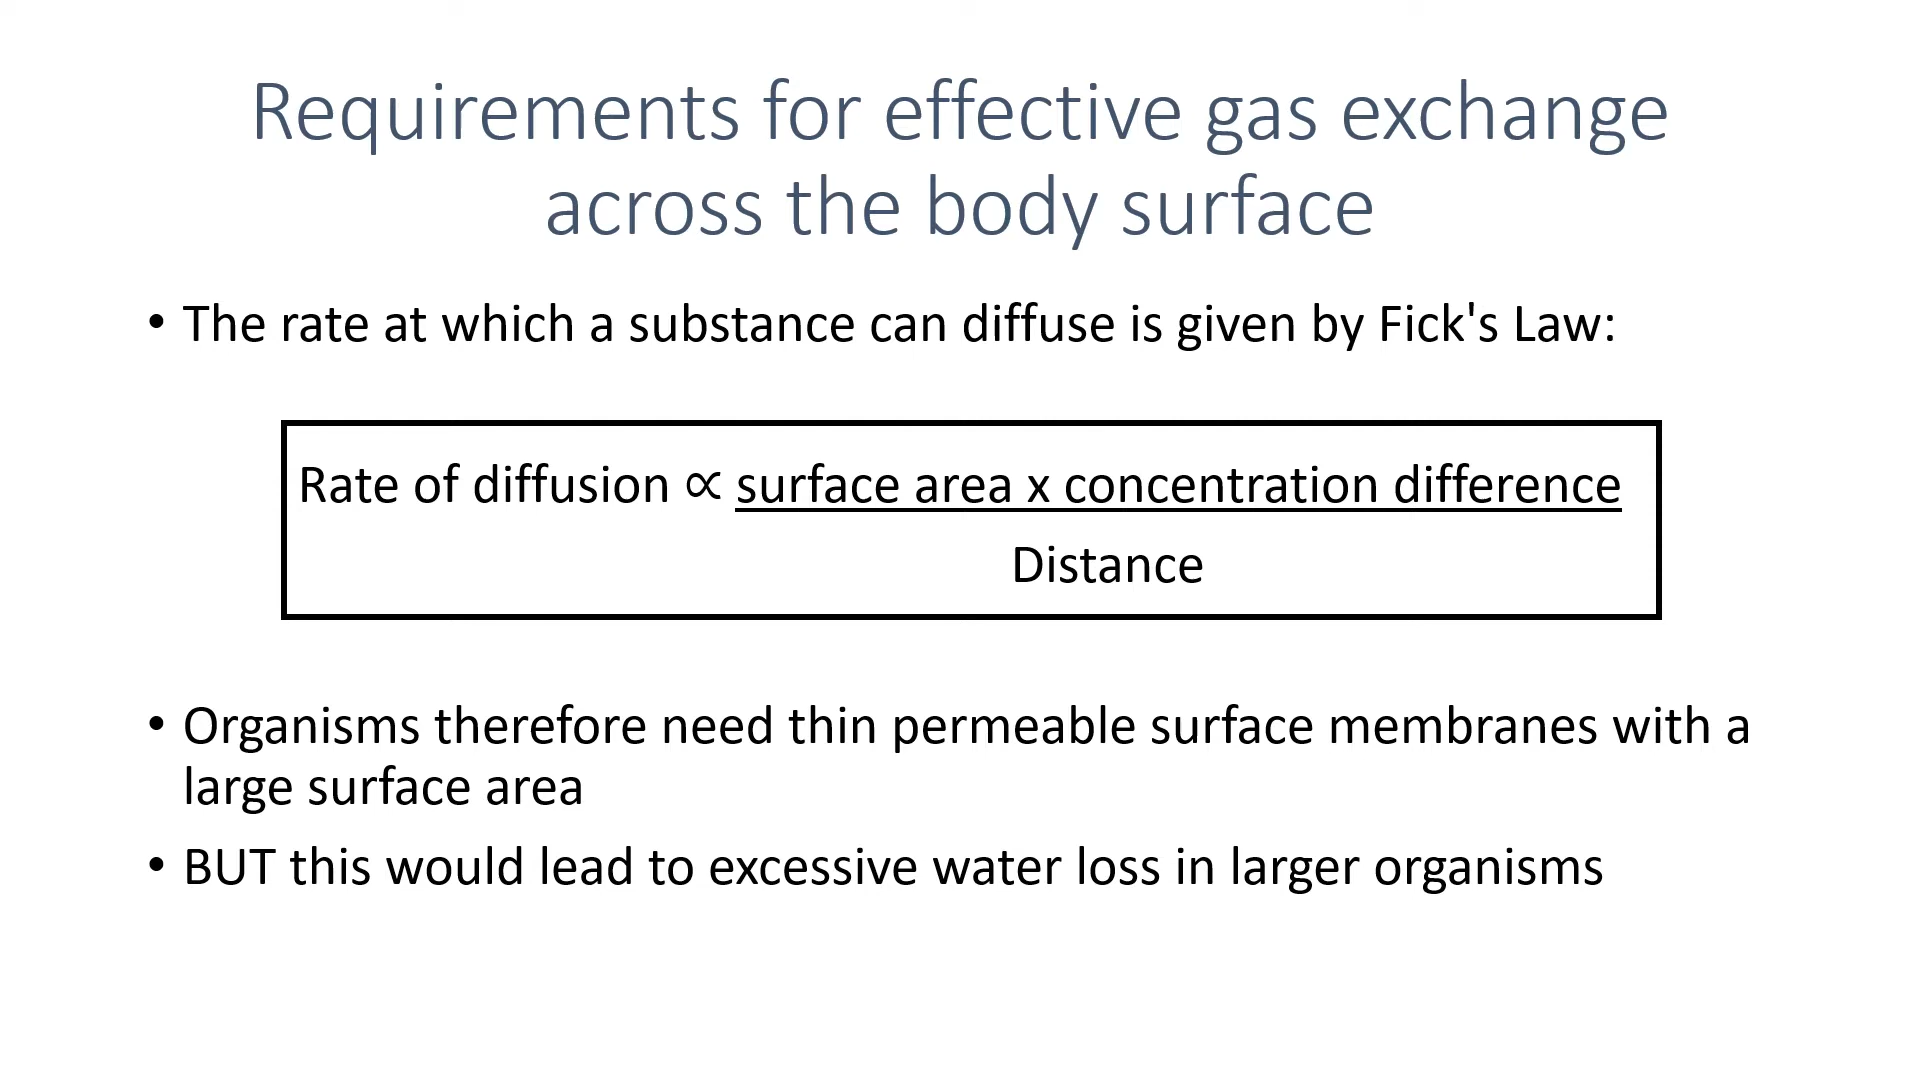 Requirements for effective gas exchange
across the body surface
• The rate at which a substance can diffuse is given by Fick's Law:
Rate of diffusion ∝ surface area x concentration difference
Distance
• Organisms therefore need thin permeable surface membranes with a
large surface area
• BUT this would lead to excessive water loss in larger organisms